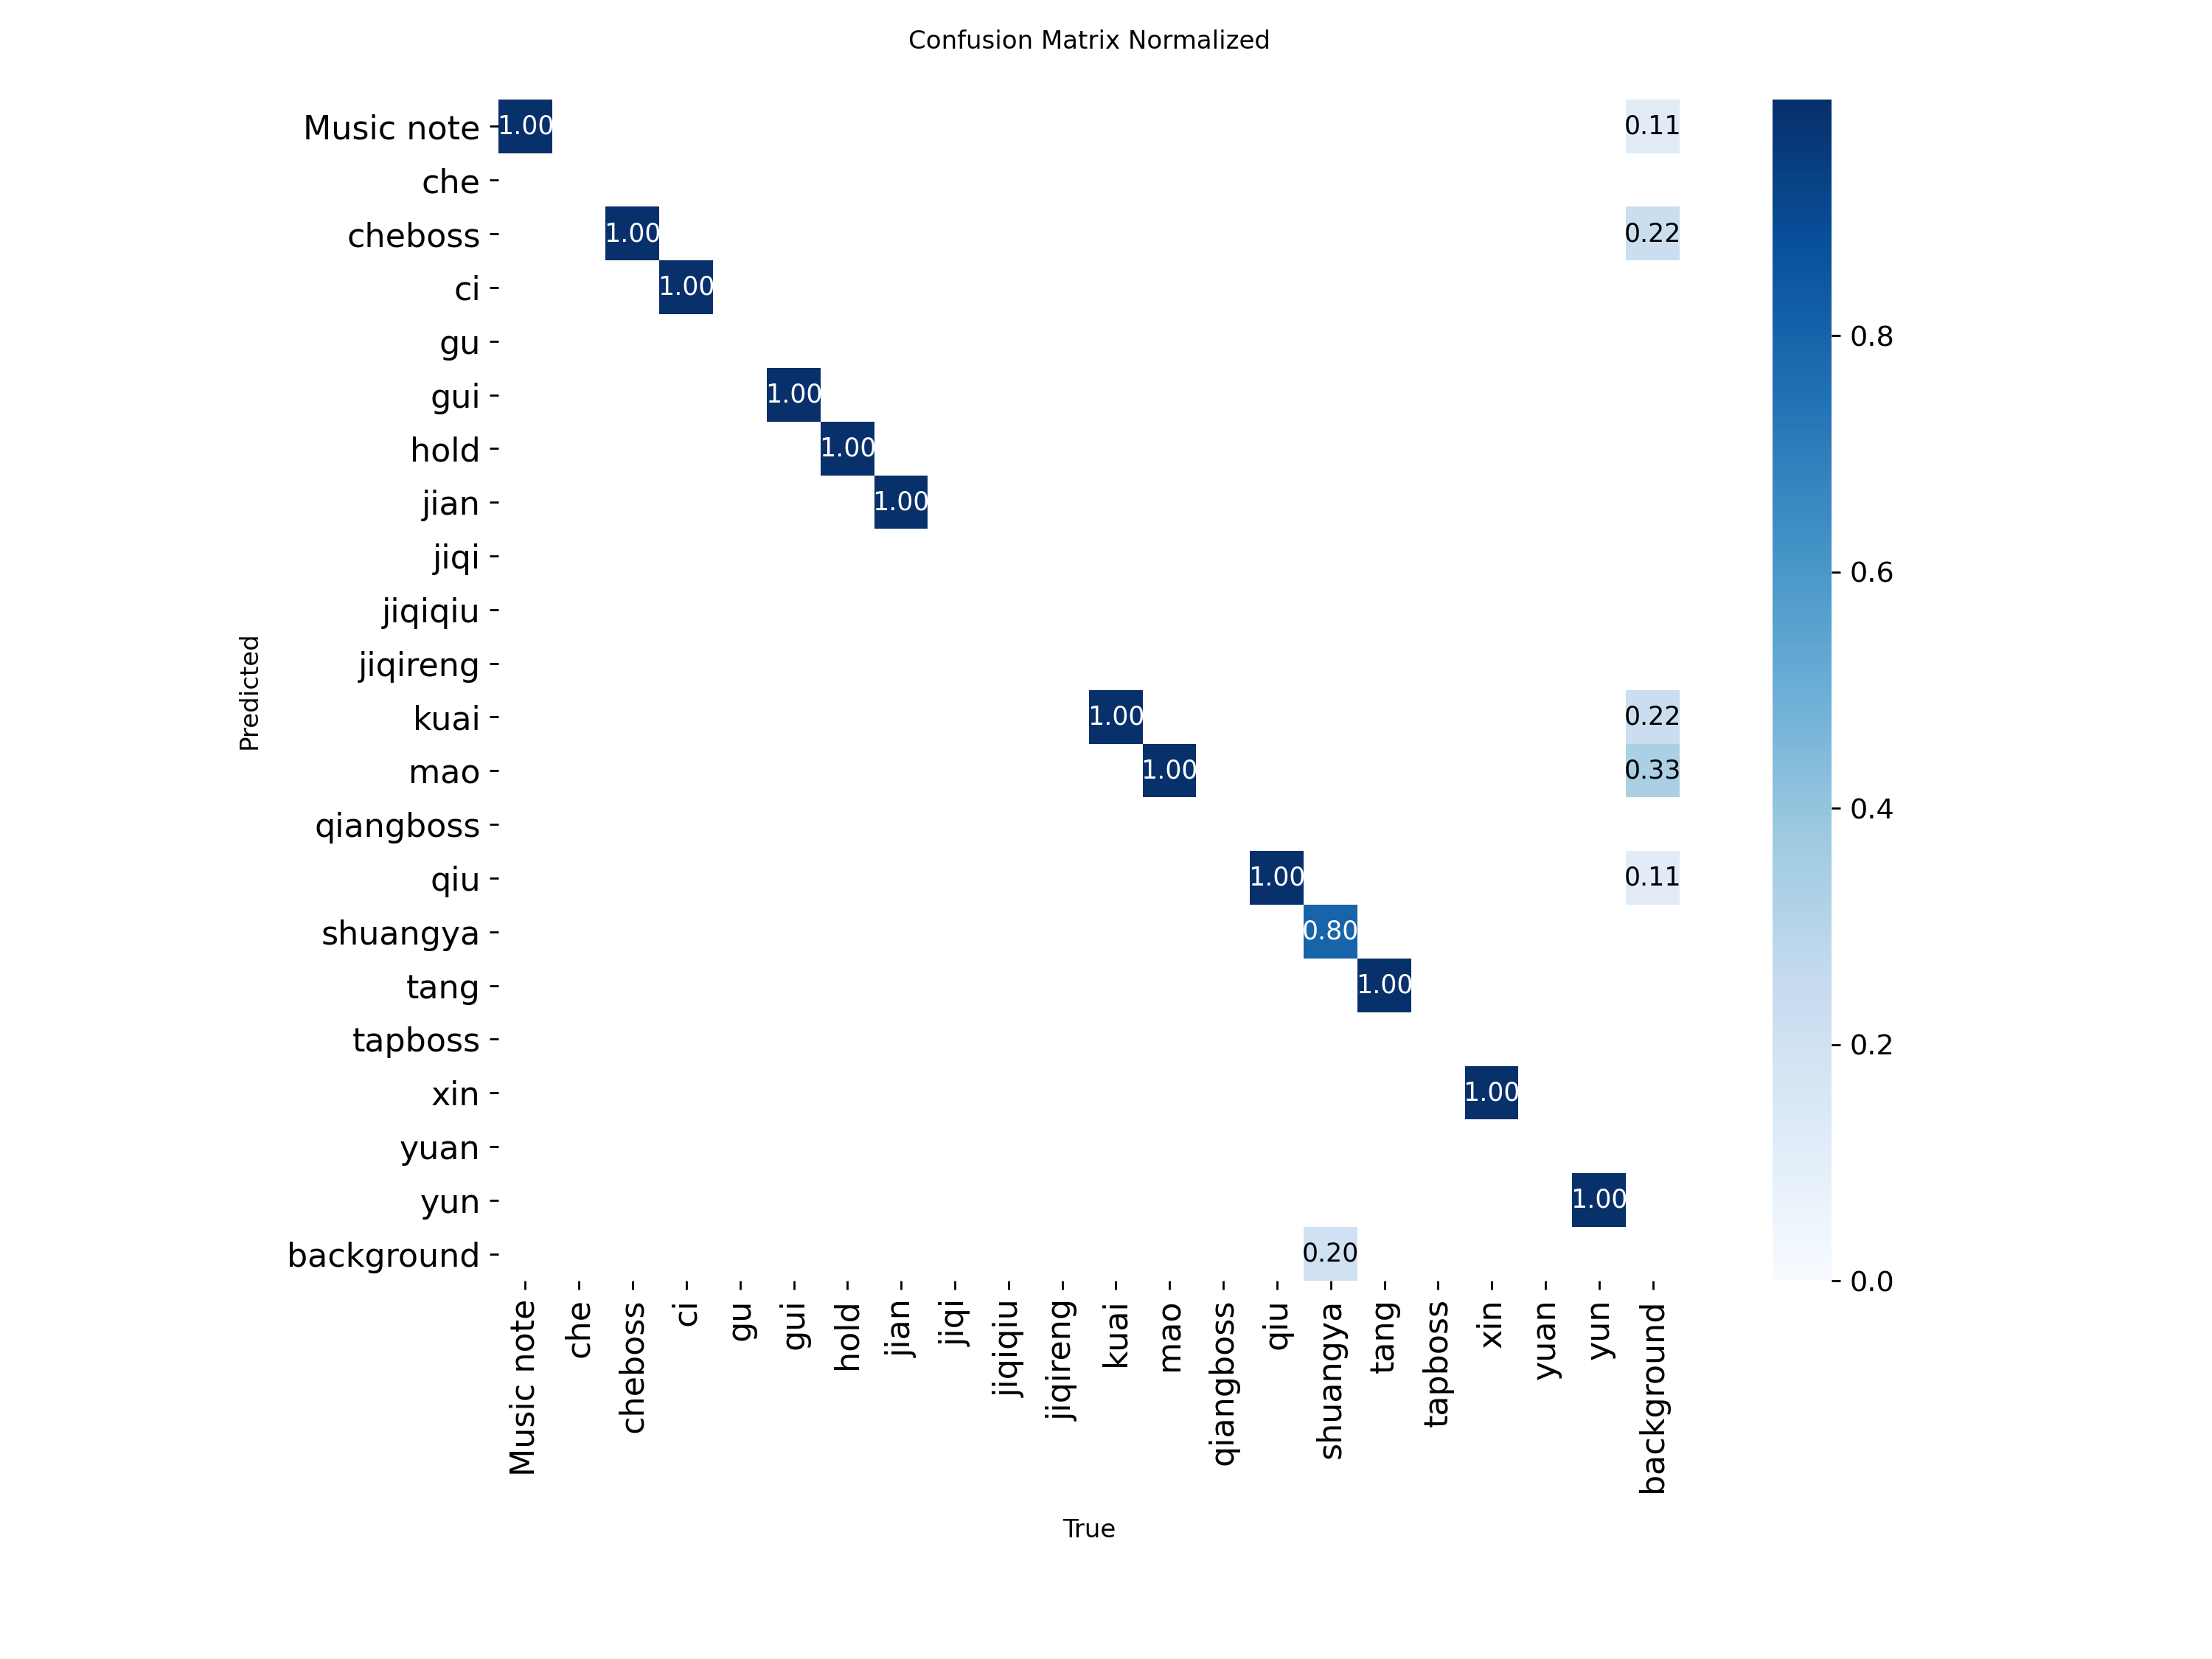 Confusion Matrix Normalized
Music note 1.00 0.11
che
cheboss 1.00 0.22
ci 1.00
gu
gui 1.00
hold 1.00
jian 1.00
jiqi
jiqiqiu
jiqireng
kuai 1.00 0.22
mao 1.00 0.33
qiangboss
qiu 1.00 0.11
shuangya 0.80
tang 1.00
tapboss
xin 1.00
yuan
yun 1.00
background 0.20
Predicted
Music note
che
cheboss
ci
gu
gui
hold
jian
jiqi
jiqiqiu
jiqireng
kuai
mao
qiangboss
qiu
shuangya
tang
tapboss
xin
yuan
yun
background
True
0.8
0.6
0.4
0.2
0.0